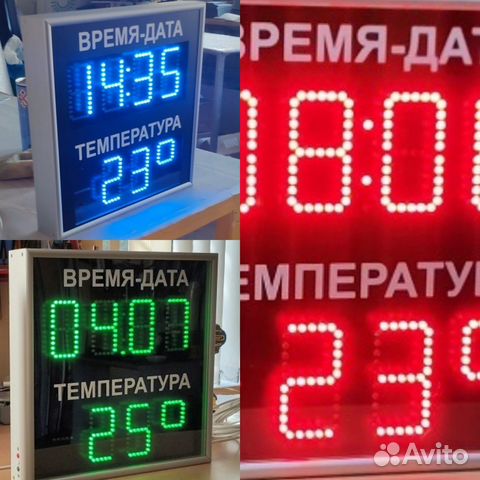 ВРЕМЯ-ДАТА
14:35
ТЕМПЕРАТУРА
23°
ВРЕМЯ-ДАТА
04.07
ТЕМПЕРАТУРА
25°
ВРЕМЯ-ДАТ
08:0
ЕМПЕРАТУ
23°
Avito